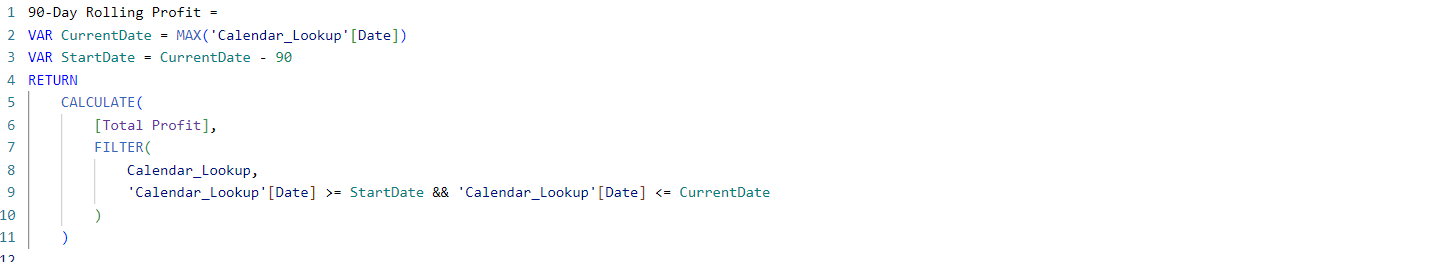 1 90-Day Rolling Profit =
2 VAR CurrentDate = MAX('Calendar_Lookup'[Date])
3 VAR StartDate = CurrentDate - 90
4 RETURN
5 CALCULATE(
6 [Total Profit],
7 FILTER(
8 Calendar_Lookup,
9 'Calendar_Lookup'[Date] >= StartDate && 'Calendar_Lookup'[Date] <= CurrentDate
10 )
11 )
12